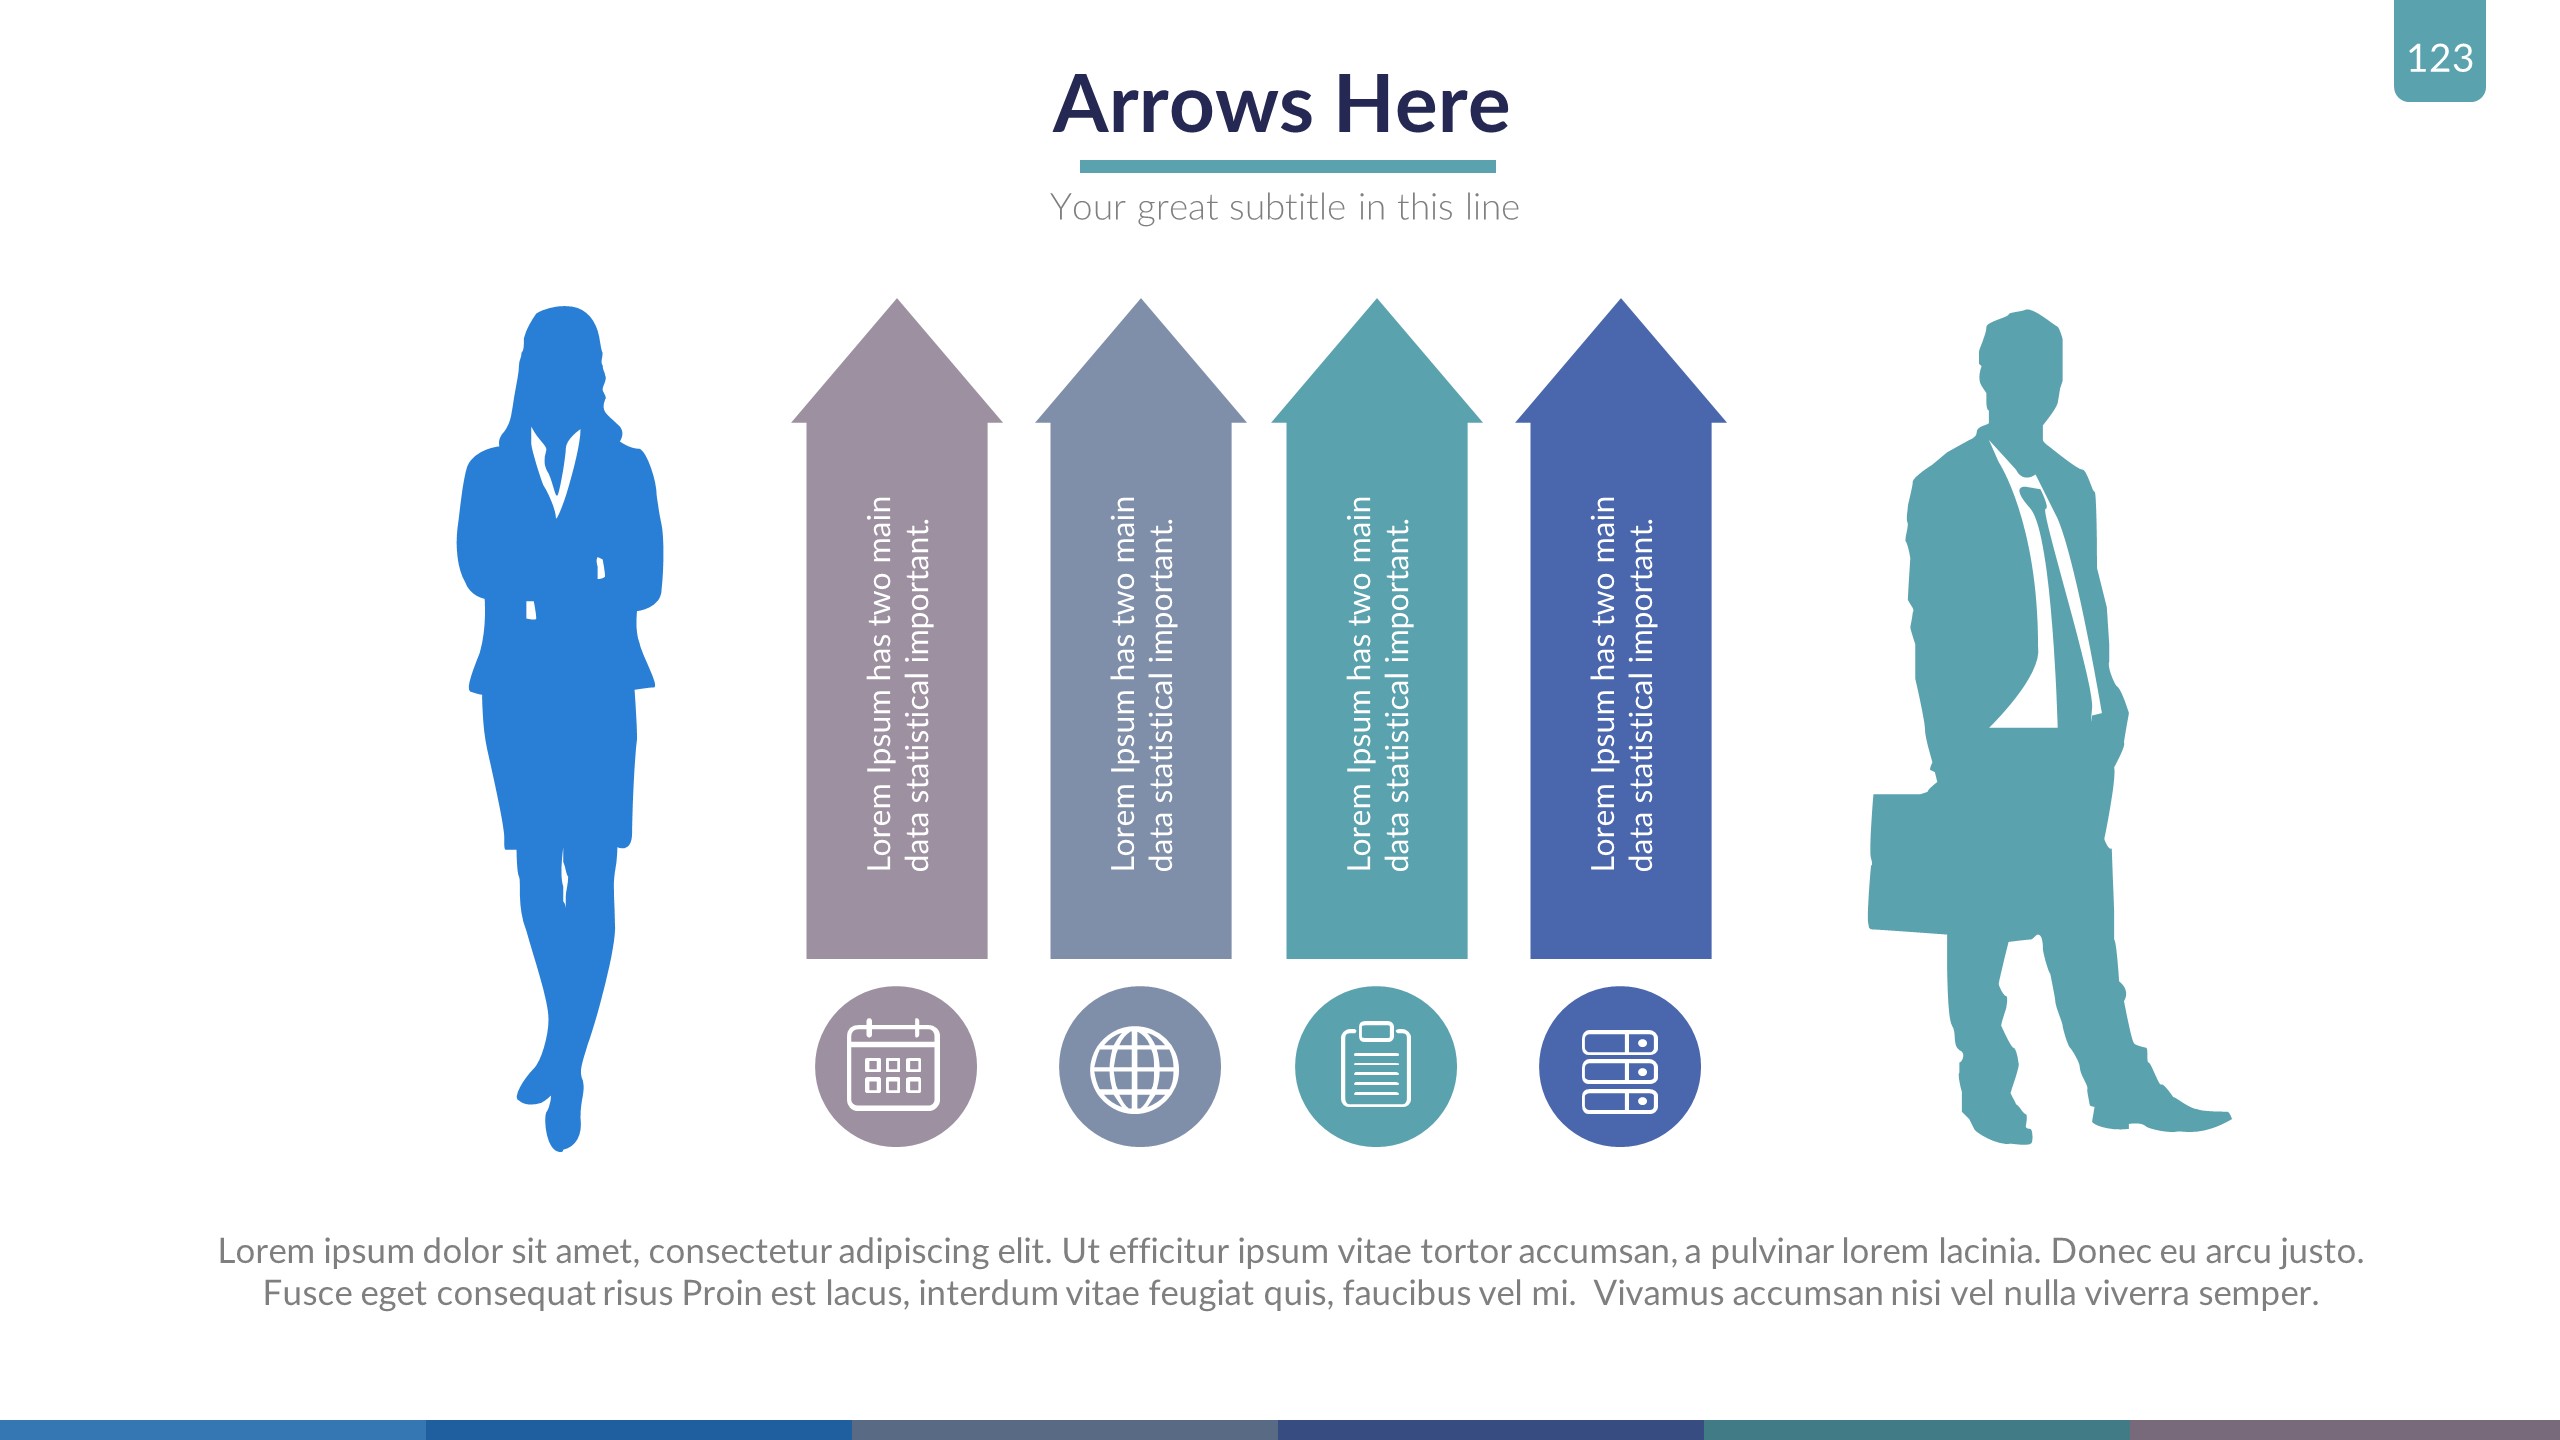 123
Arrows Here
Your great subtitle in this line
Lorem Ipsum has two main
data statistical important.
Lorem Ipsum has two main
data statistical important.
Lorem Ipsum has two main
data statistical important.
Lorem Ipsum has two main
data statistical important.
Lorem ipsum dolor sit amet, consectetur adipiscing elit. Ut efficitur ipsum vitae tortor accumsan, a pulvinar lorem lacinia. Donec eu arcu justo.
Fusce eget consequat risus Proin est lacus, interdum vitae feugiat quis, faucibus vel mi.  Vivamus accumsan nisi vel nulla viverra semper.